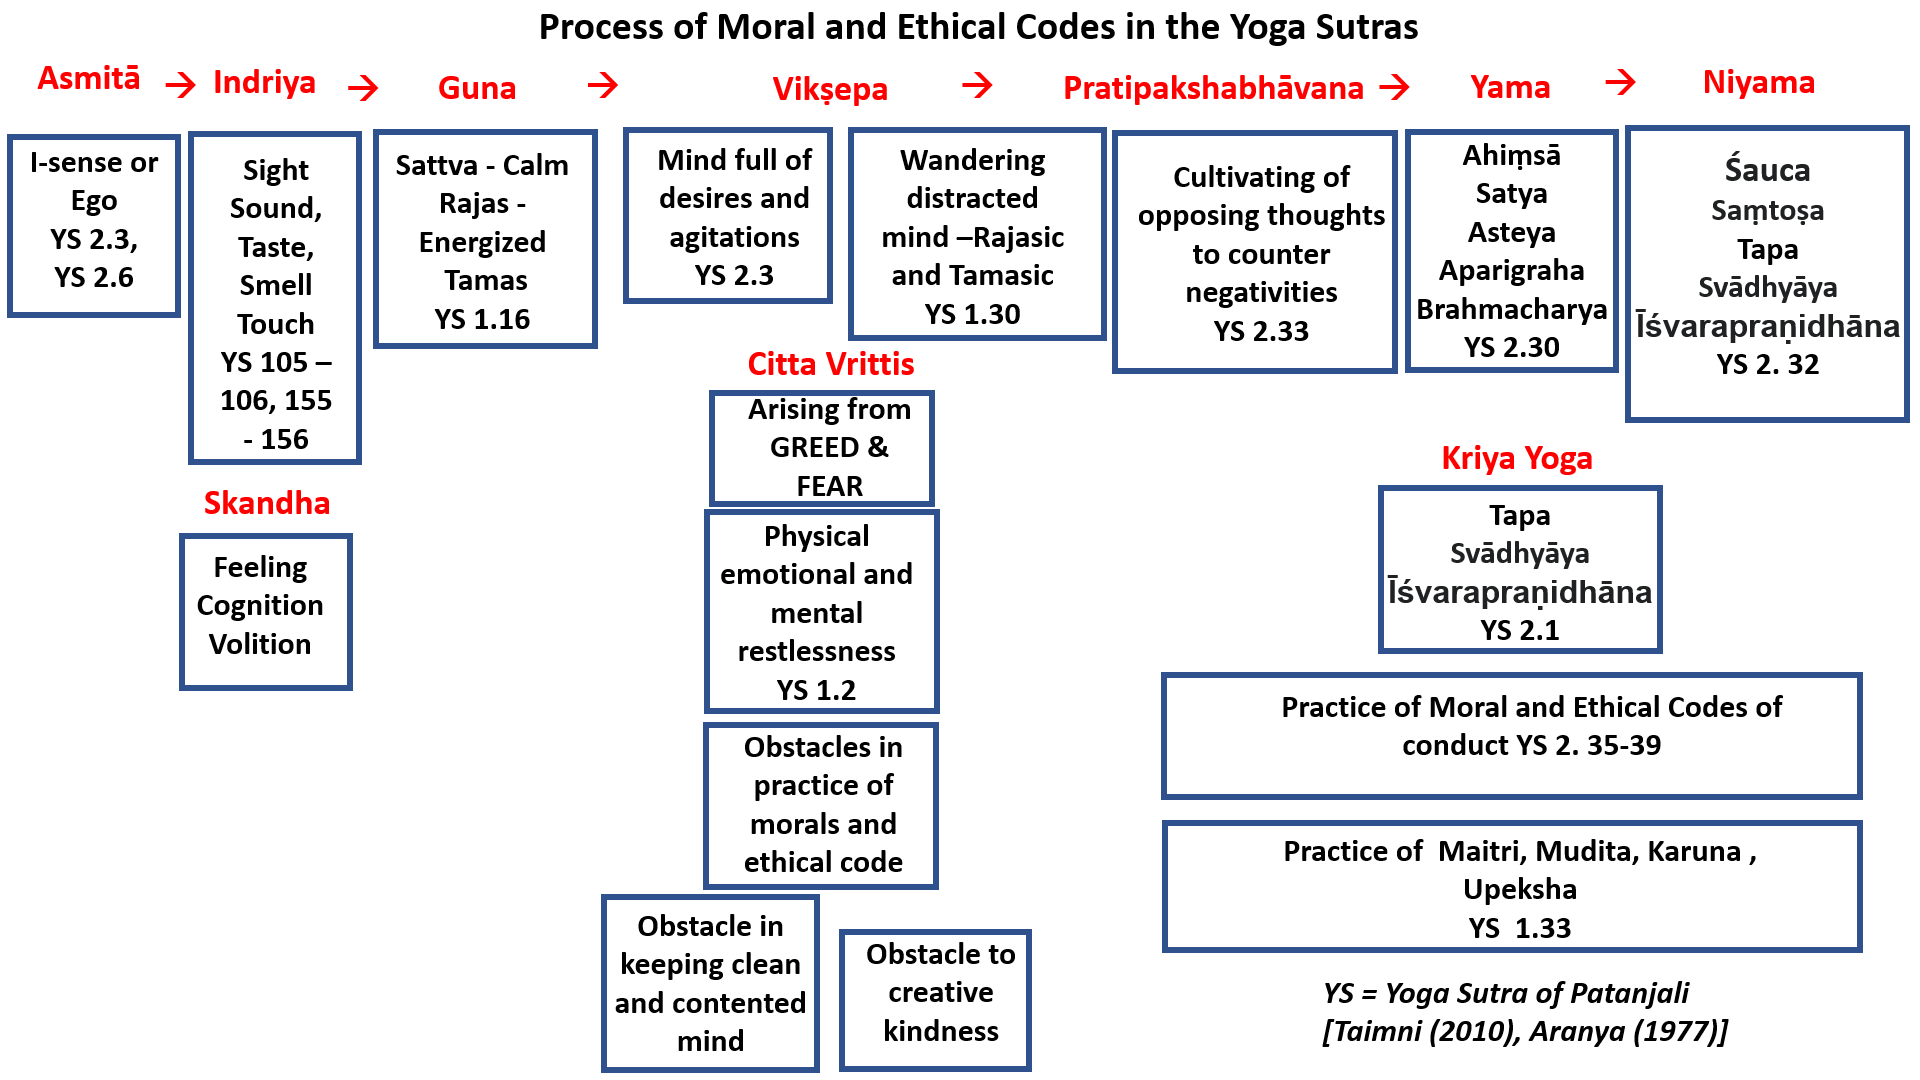 Process of Moral and Ethical Codes in the Yoga Sutras
Asmitā → Indriya → Guna → Vikṣepa → Pratipakshabhāvana → Yama → Niyama
I-sense or
Ego
YS 2.3,
YS 2.6
Sight
Sound,
Taste,
Smell
Touch
YS 105 –
106, 155
- 156
Skandha
Feeling
Cognition
Volition
Sattva - Calm
Rajas -
Energized
Tamas
YS 1.16
Mind full of
desires and
agitations
YS 2.3
Wandering
distracted
mind –Rajasic
and Tamasic
YS 1.30
Citta Vrittis
Arising from
GREED &
FEAR
Physical
emotional and
mental
restlessness
YS 1.2
Obstacles in
practice of
morals and
ethical code
Obstacle in
keeping clean
and contented
mind
Obstacle to
creative
kindness
Cultivating of
opposing thoughts
to counter
negativities
YS 2.33
Ahiṃsā
Satya
Asteya
Aparigraha
Brahmacharya
YS 2.30
Śauca
Saṃtoṣa
Tapa
Svādhyāya
Īśvarapraṇidhāna
YS 2. 32
Kriya Yoga
Tapa
Svādhyāya
Īśvarapraṇidhāna
YS 2.1
Practice of Moral and Ethical Codes of
conduct YS 2. 35-39
Practice of  Maitri, Mudita, Karuna ,
Upeksha
YS  1.33
YS = Yoga Sutra of Patanjali
[Taimni (2010), Aranya (1977)]